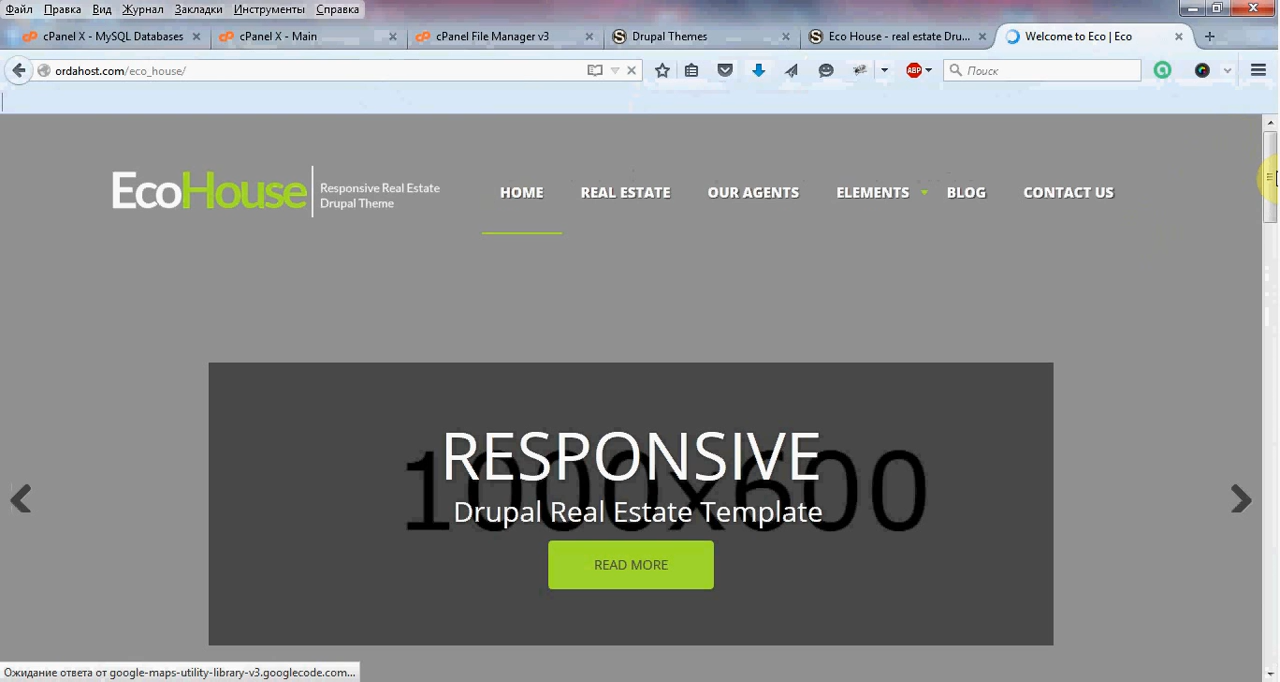 Файл Правка Вид Журнал Закладки Инструменты Справка
cPanel X - MySQL Databases
cPanel X - Main
cPanel File Manager v3
Drupal Themes
Eco House - real estate Dru...
Welcome to Eco | Eco
ordahost.com/eco_house/
ABP
Поиск
EcoHouse
Responsive Real Estate
Drupal Theme
HOME REAL ESTATE OUR AGENTS ELEMENTS BLOG CONTACT US
RESPONSIVE
1000x600
Drupal Real Estate Template
READ MORE
Ожидание ответа от google-maps-utility-library-v3.googlecode.com...